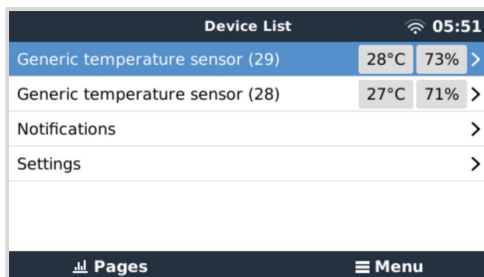 Device List 05:51
Generic temperature sensor (29) 28°C 73%
Generic temperature sensor (28) 27°C 71%
Notifications
Settings
Pages Menu